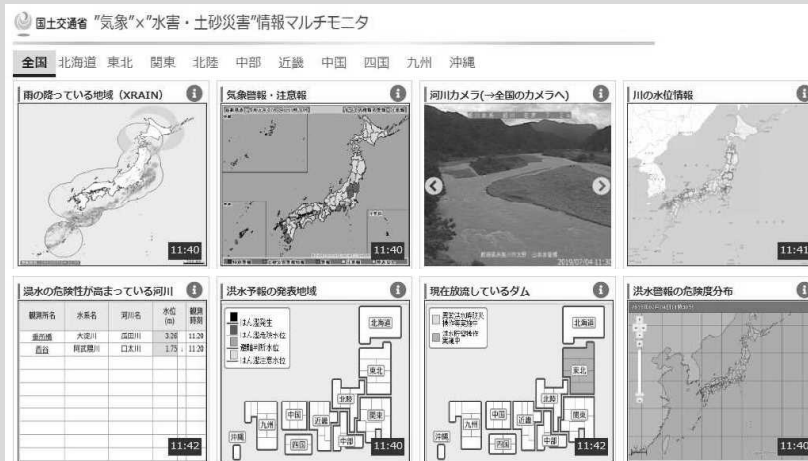 国土交通省 "気象"×"水害・土砂災害"情報マルチモニタ
全国 北海道 東北 関東 北陸 中部 近畿 中国 四国 九州 沖縄
雨の降っている地域（XRAIN）
11:40
気象警報・注意報
11:40
河川カメラ(→全国のカメラへ)
2019/07/04 11:30
川の水位情報
11:41
浸水の危険性が高まっている河川
観測所名 水系名 河川名 水位(m) 観測時刻
大淀川 3.26 11:20
1.75 11:20
11:42
洪水予報の発表地域
はん濫発生
はん濫危険水位
避難判断水位
はん濫注意水位
北海道
東北
北陸
中国 近畿 関東
九州
沖縄 四国 中部
11:40
現在放流しているダム
北海道
東北
北陸
中国 近畿 関東
九州
沖縄 四国 中部
11:42
洪水警報の危険度分布
11:40